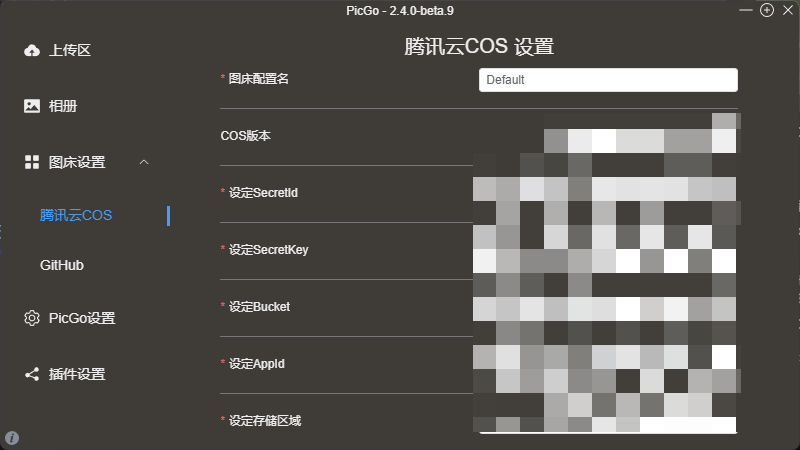 PicGo - 2.4.0-beta.9
上传区
相册
图床设置
腾讯云COS
GitHub
PicGo设置
插件设置
腾讯云COS 设置
* 图床配置名
Default
COS版本
* 设定SecretId
* 设定SecretKey
* 设定Bucket
* 设定AppId
* 设定存储区域